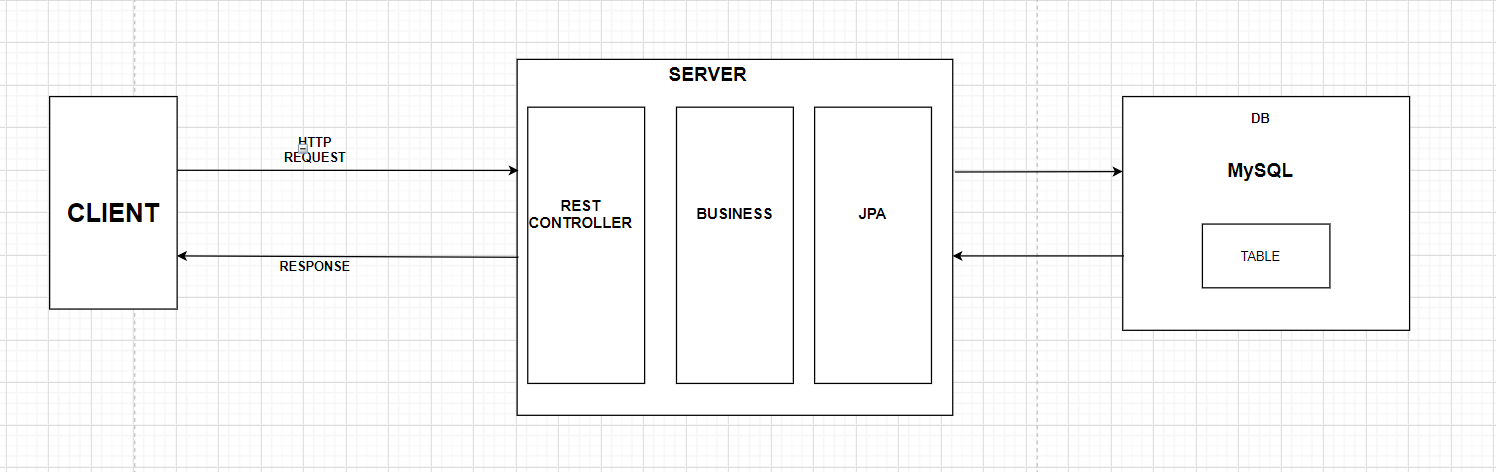 SERVER
DB
HTTP
REQUEST
MySQL
CLIENT
REST
CONTROLLER
BUSINESS
JPA
TABLE
RESPONSE